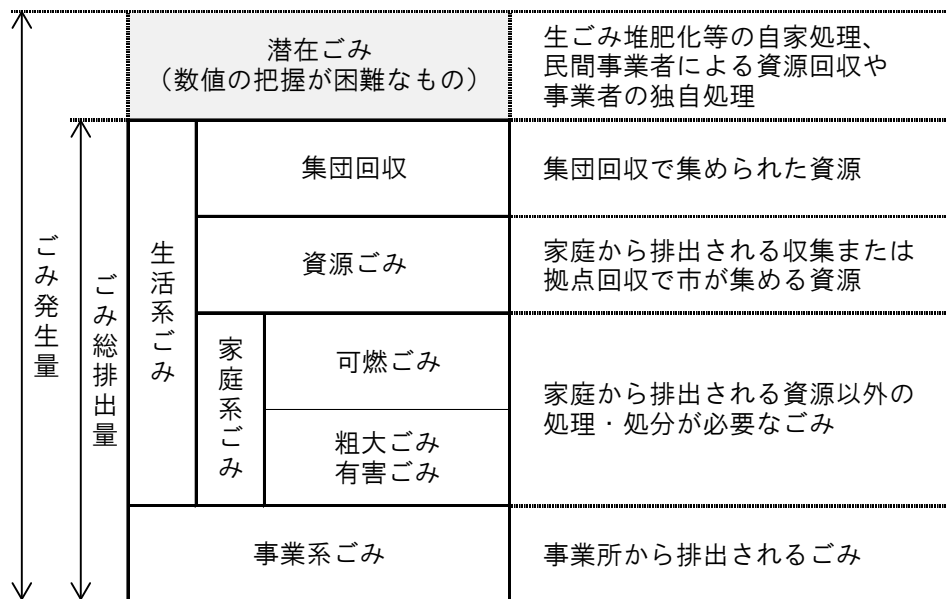 潜在ごみ
（数値の把握が困難なもの）
生ごみ堆肥化等の自家処理、
民間事業者による資源回収や
事業者の独自処理
集団回収
集団回収で集められた資源
ごみ発生量
ごみ総排出量
生活系ごみ
資源ごみ
家庭から排出される収集または
拠点回収で市が集める資源
家庭系ごみ
可燃ごみ
粗大ごみ
有害ごみ
家庭から排出される資源以外の
処理・処分が必要なごみ
事業系ごみ
事業所から排出されるごみ